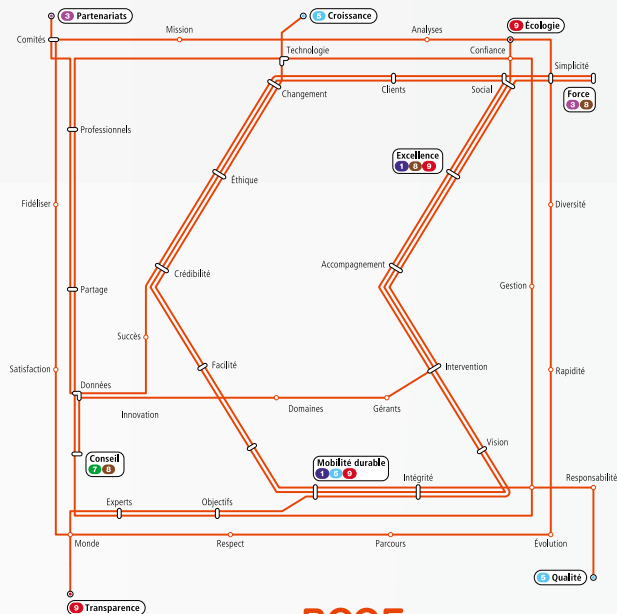 3 Partenariats
5 Croissance
9 Écologie
Comités
Mission
Analyses
Technologie
Confiance
Simplicité
Changement
Clients
Social
Force
3 8
Professionnels
Excellence
1 8 9
Éthique
Fidéliser
Diversité
Crédibilité
Accompagnement
Partage
Gestion
Succès
Satisfaction
Facilité
Intervention
Rapidité
Données
Innovation
Domaines
Gérants
Conseil
7 8
Vision
Mobilité durable
1 5 9
Intégrité
Responsabilité
Experts
Objectifs
Monde
Respect
Parcours
Évolution
5 Qualité
9 Transparence